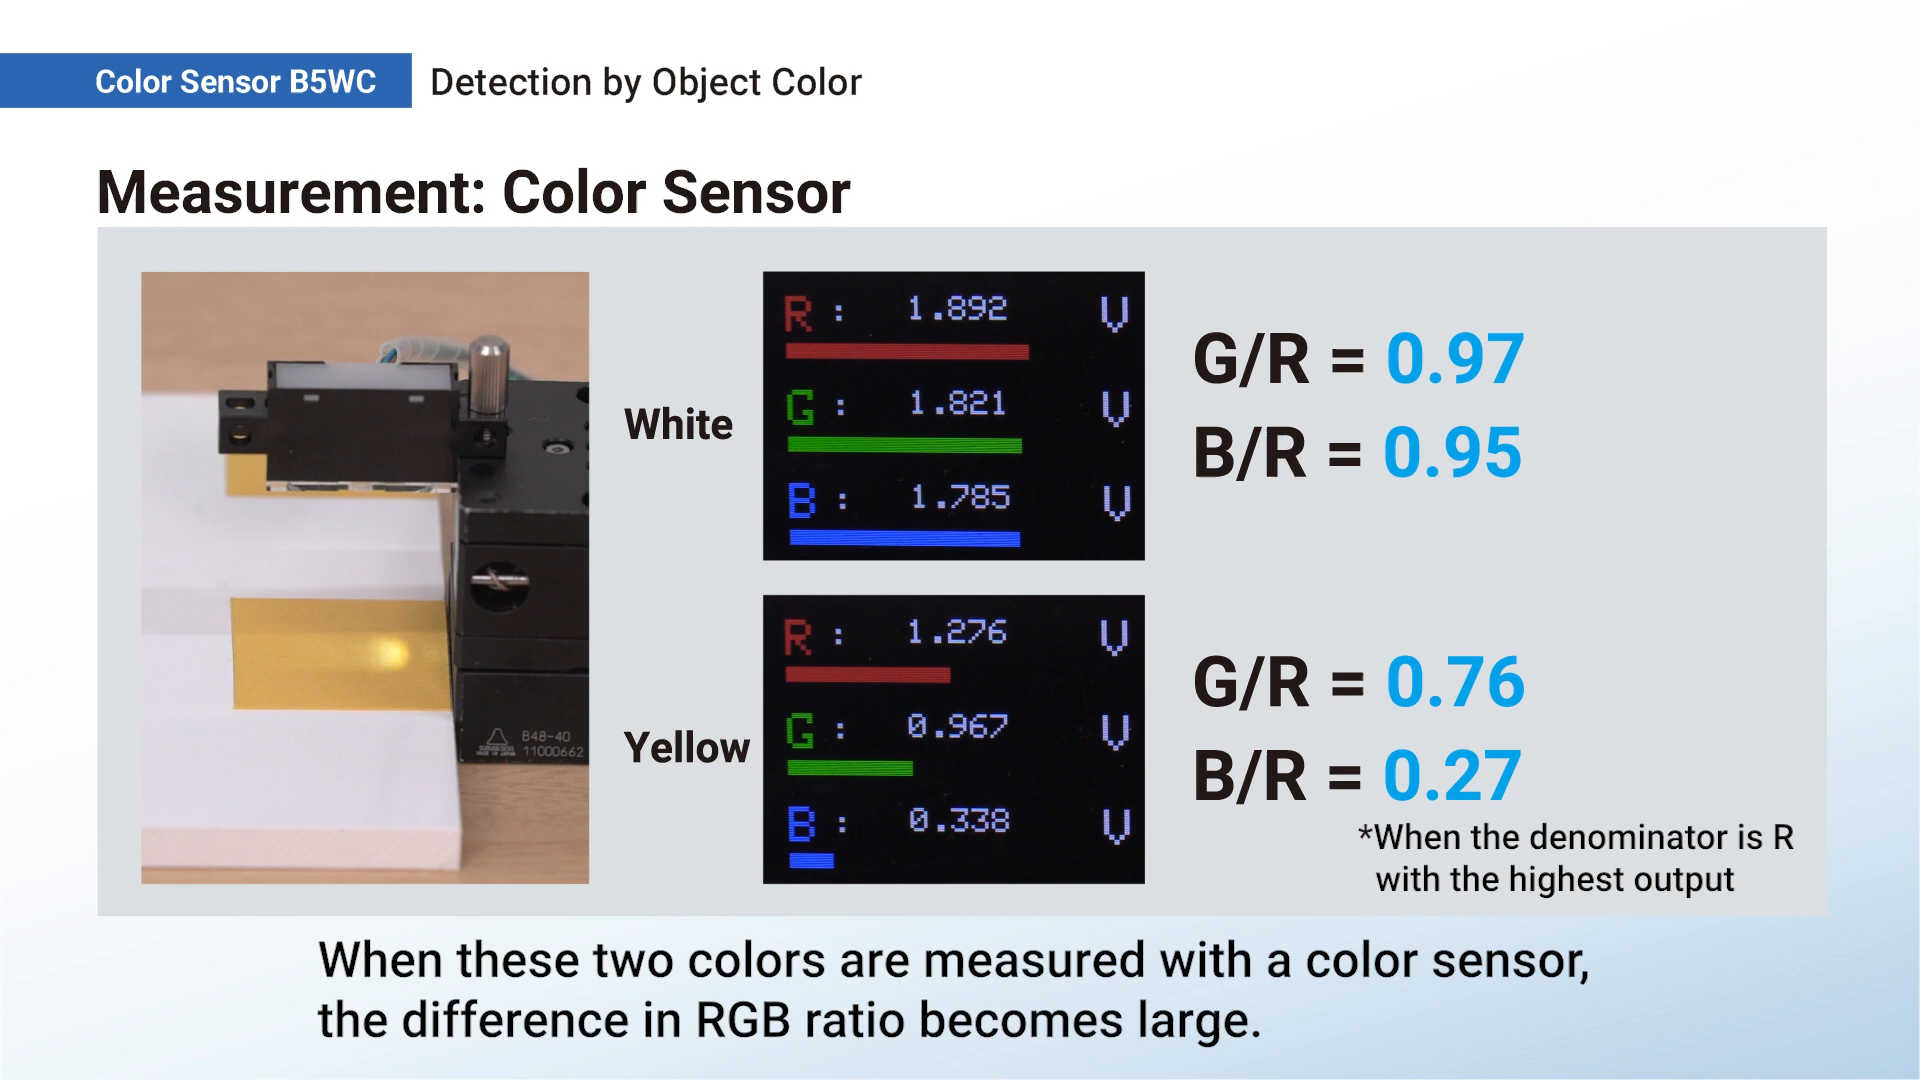 Color Sensor B5WC
Detection by Object Color
Measurement: Color Sensor
White
R : 1.892 V
G : 1.821 V
B : 1.785 V
G/R = 0.97
B/R = 0.95
B48-40
11000662
Yellow
R : 1.276 V
G : 0.967 V
B : 0.338 V
G/R = 0.76
B/R = 0.27
*When the denominator is R
with the highest output
When these two colors are measured with a color sensor,
the difference in RGB ratio becomes large.